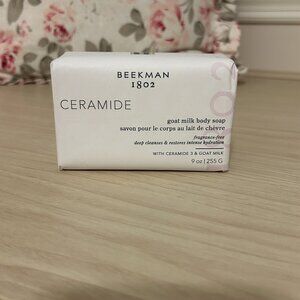 BEEKMAN
1802
CERAMIDE
goat milk body soap
savon pour le corps au lait de chèvre
fragrance-free
deep cleanses & restores intense hydration
WITH CERAMIDE 3 & GOAT MILK
9 oz | 255 G